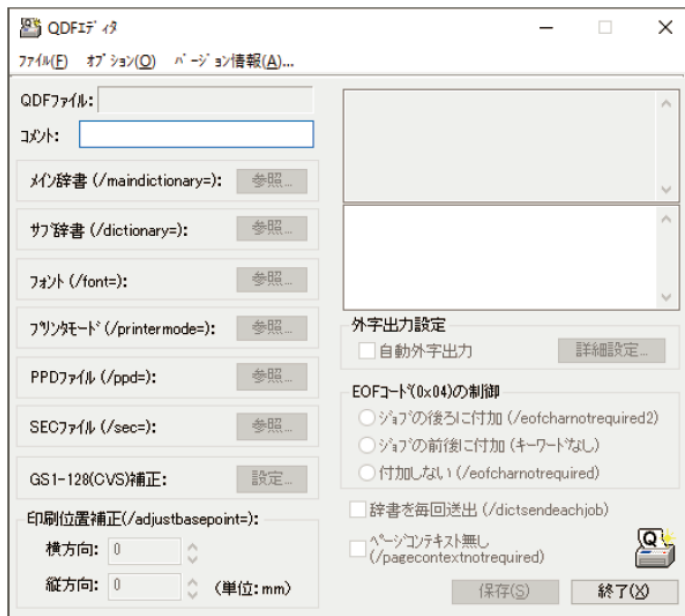 QDFｴﾃﾞｨﾀ
ﾌｧｲﾙ(F) ｵﾌﾟｼｮﾝ(O) ﾊﾞｰｼﾞｮﾝ情報(A)...
QDFﾌｧｲﾙ:
ｺﾒﾝﾄ:
ﾒｲﾝ辞書 (/maindictionary=): 参照...
ｻﾌﾞ辞書 (/dictionary=): 参照...
ﾌｫﾝﾄ (/font=): 参照...
ﾌﾟﾘﾝﾀﾓｰﾄﾞ (/printermode=): 参照...
PPDﾌｧｲﾙ (/ppd=): 参照...
SECﾌｧｲﾙ (/sec=): 参照...
GS1-128(CVS)補正: 設定...
印刷位置補正(/adjustbasepoint=):
横方向: 0
縦方向: 0 (単位: mm)
外字出力設定
自動外字出力 詳細設定...
EOFｺｰﾄﾞ(0x04)の制御
ｼﾞｮﾌﾞの後ろに付加 (/eofcharnotrequired2)
ｼﾞｮﾌﾞの前後に付加 (ｷｰﾜｰﾄﾞなし)
付加しない (/eofcharnotrequired)
辞書を毎回送出 (/dictsendeachjob)
ﾍﾟｰｼﾞｺﾝﾃｷｽﾄ無し
(/pagecontextnotrequired)
Q
保存(S) 終了(X)